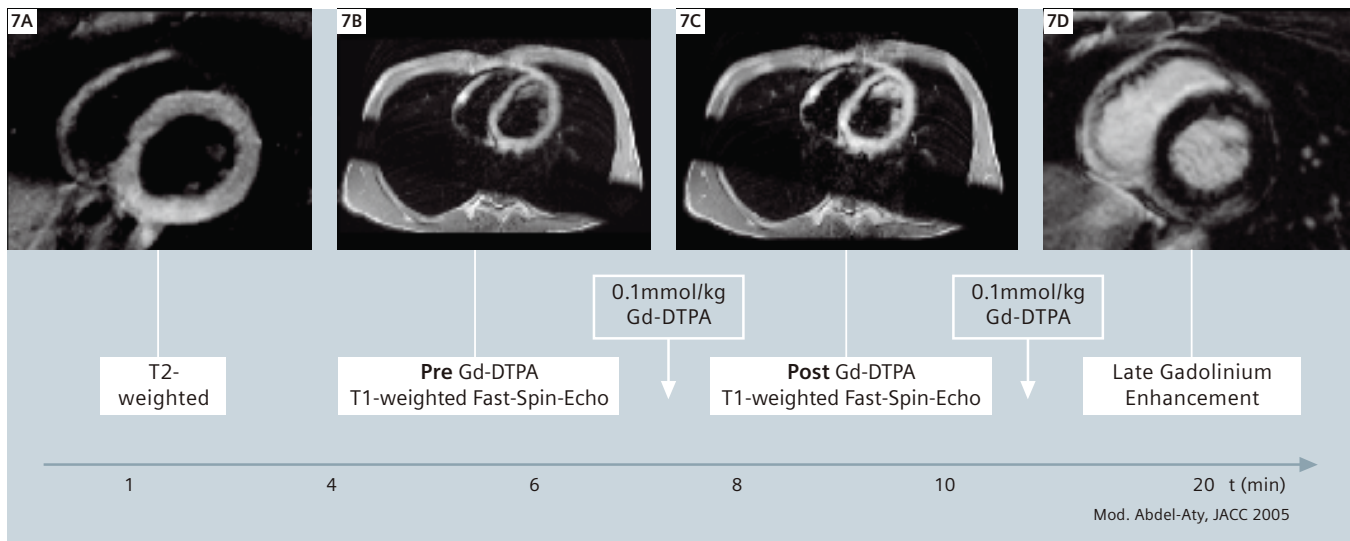 7A
7B
7C
7D
0.1mmol/kg
Gd-DTPA
0.1mmol/kg
Gd-DTPA
T2-
weighted
Pre Gd-DTPA
T1-weighted Fast-Spin-Echo
Post Gd-DTPA
T1-weighted Fast-Spin-Echo
Late Gadolinium
Enhancement
1 4 6 8 10 20 t (min)
Mod. Abdel-Aty, JACC 2005